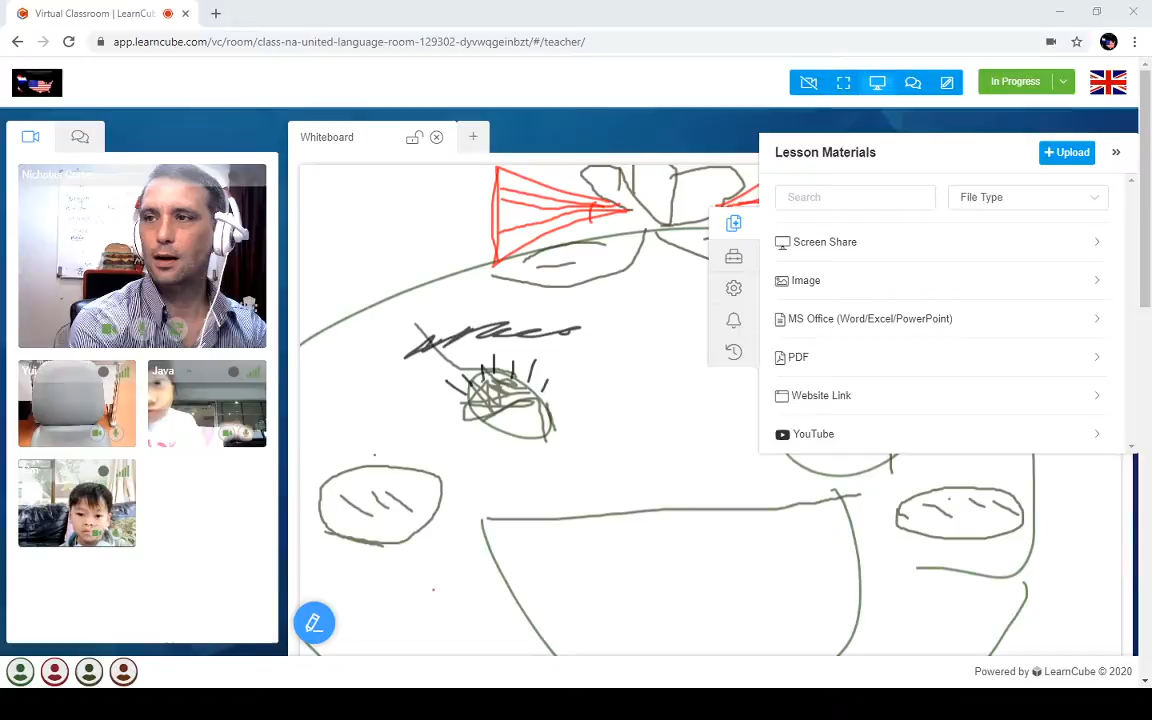 Virtual Classroom | LearnCu
app.learncube.com/vc/room/class-na-united-language-room-129302-dyvwqgeinbzt/#/teacher/
In Progress
Whiteboard
Lesson Materials
Upload
Search
File Type
Screen Share
Image
MS Office (Word/Excel/PowerPoint)
PDF
Website Link
YouTube
Yui
Java
Powered by LearnCube © 2020